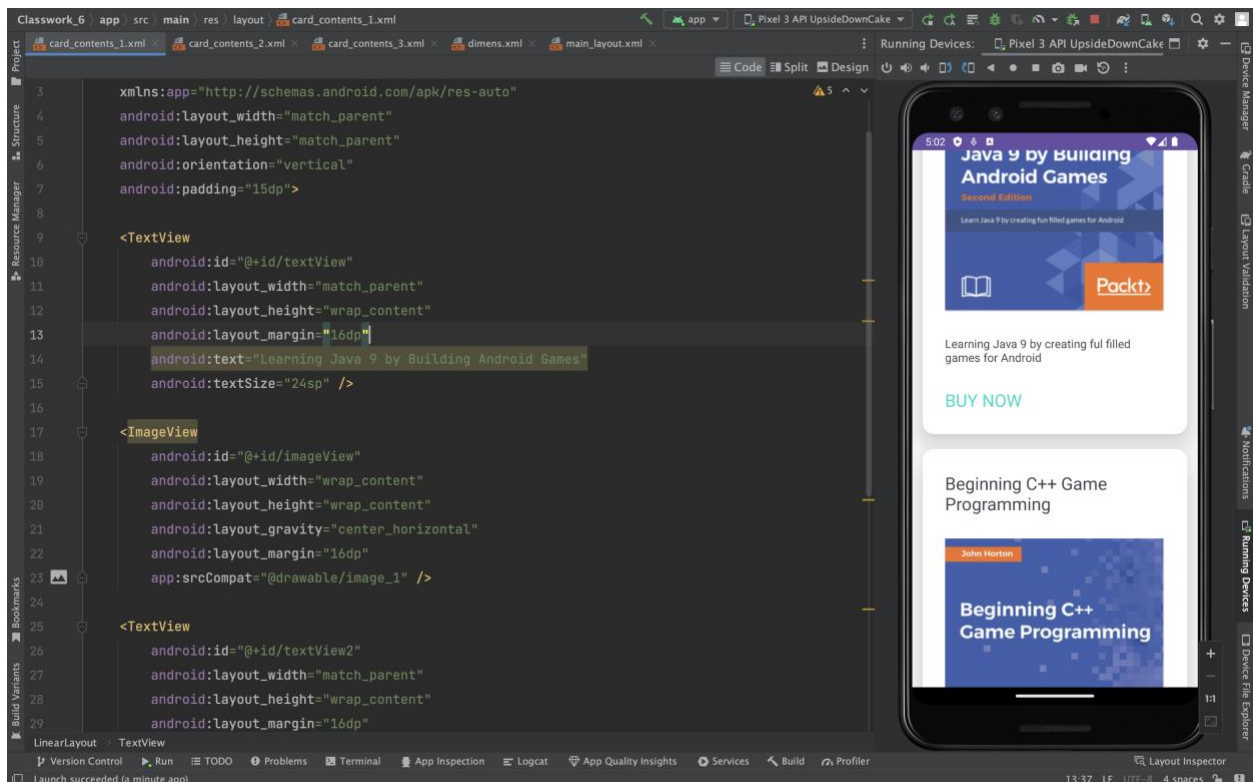 Classwork_6 app src main res layout card_contents_1.xml
app Pixel 3 API UpsideDownCake
card_contents_1.xml card_contents_2.xml card_contents_3.xml dimens.xml main_layout.xml
Running Devices: Pixel 3 API UpsideDownCake
Code Split Design
3 xmlns:app="http://schemas.android.com/apk/res-auto"
5
4 android:layout_width="match_parent"
5 android:layout_height="match_parent"
6 android:orientation="vertical"
7 android:padding="15dp">
8
9 <TextView
10 android:id="@+id/textView"
11 android:layout_width="match_parent"
12 android:layout_height="wrap_content"
13 android:layout_margin="16dp"
14 android:text="Learning Java 9 by Building Android Games"
15 android:textSize="24sp" />
16
17 <ImageView
18 android:id="@+id/imageView"
19 android:layout_width="wrap_content"
20 android:layout_height="wrap_content"
21 android:layout_gravity="center_horizontal"
22 android:layout_margin="16dp"
23 app:srcCompat="@drawable/image_1" />
24
25 <TextView
26 android:id="@+id/textView2"
27 android:layout_width="match_parent"
28 android:layout_height="wrap_content"
29 android:layout_margin="16dp"
LinearLayout TextView
Project
Structure
Resource Manager
Bookmarks
Build Variants
5:02
Java 9 by Building
Android Games
Second Edition
Learn Java 9 by creating fun filled games for Android
Packt>
Learning Java 9 by creating ful filled
games for Android
BUY NOW
Beginning C++ Game
Programming
John Horton
Beginning C++
Game Programming
1:1
Device Manager
Gradle
Layout Validation
Notifications
Running Devices
Device File Explorer
Version Control Run TODO Problems Terminal App Inspection Logcat App Quality Insights Services Build Profiler
Layout Inspector
Launch succeeded (a minute ago)
13:37 LF UTF-8 4 spaces